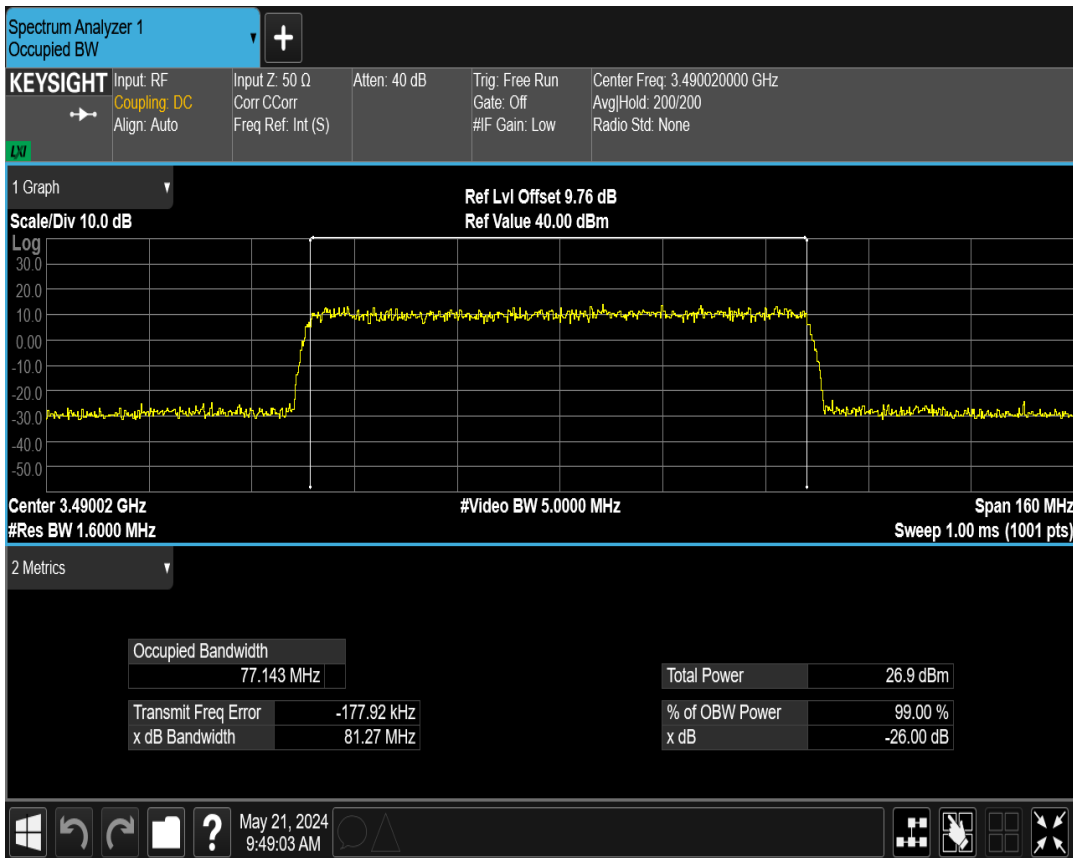 Spectrum Analyzer 1
Occupied BW
KEYSIGHT
LXI
Input: RF
Coupling: DC
Align: Auto
Input Z: 50 Ω
Corr CCorr
Freq Ref: Int (S)
Atten: 40 dB
Trig: Free Run
Gate: Off
#IF Gain: Low
Center Freq: 3.490020000 GHz
Avg|Hold: 200/200
Radio Std: None
1 Graph
Scale/Div 10.0 dB
Ref Lvl Offset 9.76 dB
Ref Value 40.00 dBm
Log
30.0
20.0
10.0
0.00
-10.0
-20.0
-30.0
-40.0
-50.0
Center 3.49002 GHz
#Video BW 5.0000 MHz
Span 160 MHz
#Res BW 1.6000 MHz
Sweep 1.00 ms (1001 pts)
2 Metrics
Occupied Bandwidth
77.143 MHz
Total Power 26.9 dBm
Transmit Freq Error -177.92 kHz
% of OBW Power 99.00 %
x dB Bandwidth 81.27 MHz
x dB -26.00 dB
?
May 21, 2024
9:49:03 AM